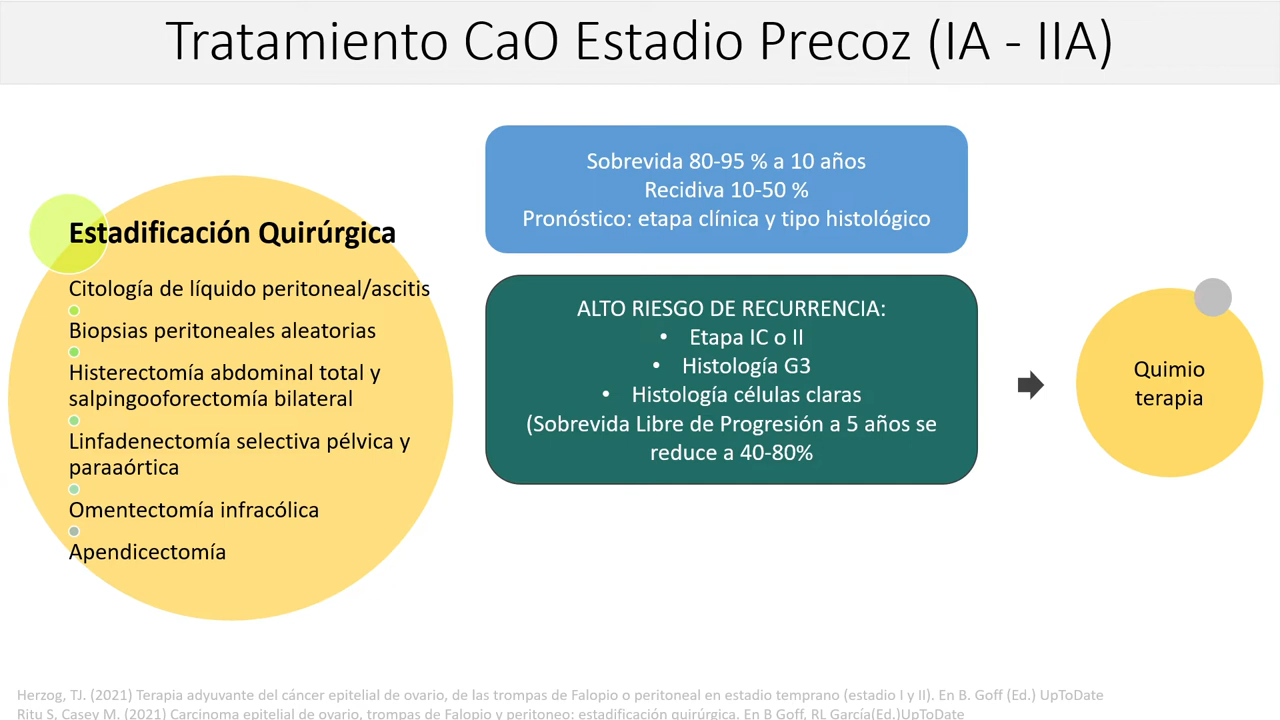 Tratamiento CaO Estadio Precoz (IA - IIA)
Estadificación Quirúrgica
Citología de líquido peritoneal/ascitis
Biopsias peritoneales aleatorias
Histerectomía abdominal total y
salpingooforectomía bilateral
Linfadenectomía selectiva pélvica y
paraaórtica
Omentectomía infracólica
Apendicectomía
Sobrevida 80-95 % a 10 años
Recidiva 10-50 %
Pronóstico: etapa clínica y tipo histológico
ALTO RIESGO DE RECURRENCIA:
• Etapa IC o II
• Histología G3
• Histología células claras
(Sobrevida Libre de Progresión a 5 años se
reduce a 40-80%
Quimio
terapia
Herzog, TJ. (2021) Terapia adyuvante del cáncer epitelial de ovario, de las trompas de Falopio o peritoneal en estadio temprano (estadio I y II). En B. Goff (Ed.) UpToDate
Ritu S, Casey M. (2021) Carcinoma epitelial de ovario, trompas de Falopio y peritoneo: estadificación quirúrgica. En B Goff, RL García(Ed.)UpToDate